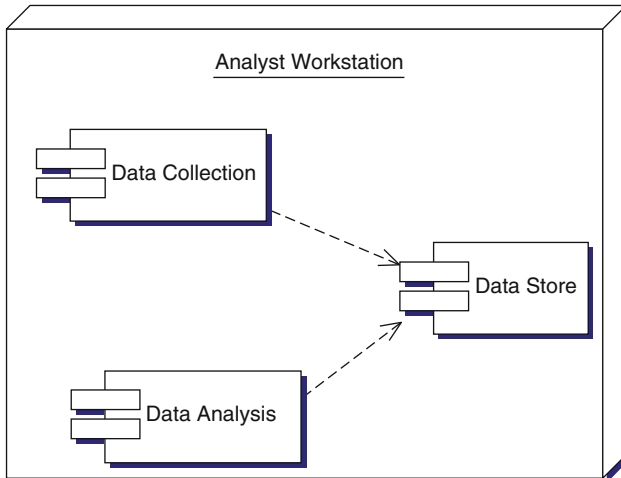 Analyst Workstation
Data Collection
Data Store
Data Analysis